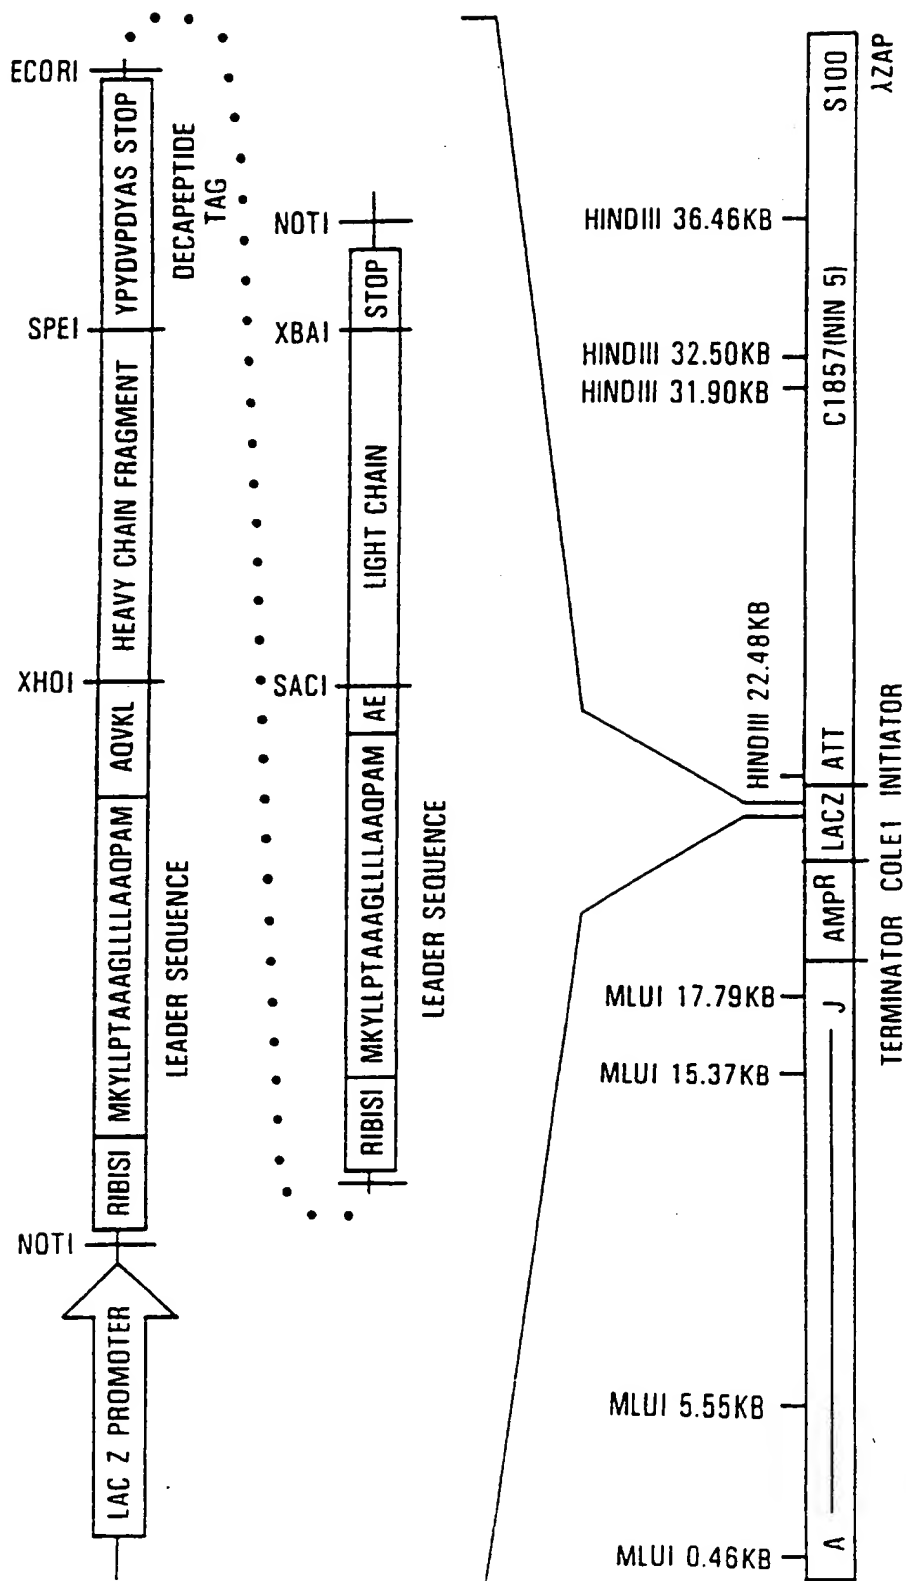 ECORI
SPEI
XHOI
NOTI
LAC Z PROMOTER
RIBISI
MKYLLPTAAAGLLLLAAQPAM
AQVKL
HEAVY CHAIN FRAGMENT
YPYDVPDYAS STOP
LEADER SEQUENCE
DECAPEPTIDE
TAG
NOTI
XBAI
SACI
RIBISI
MKYLLPTAAAGLLLLAAQPAM
AE
LIGHT CHAIN
STOP
LEADER SEQUENCE
HINDIII 36.46KB
HINDIII 32.50KB
HINDIII 31.90KB
HINDIII 22.48KB
MLUI 17.79KB
MLUI 15.37KB
MLUI 5.55KB
MLUI 0.46KB
A
J
AMPR
LACZ
ATT
C1857(NIN 5)
S100
TERMINATOR COLE1 INITIATOR
λZAP